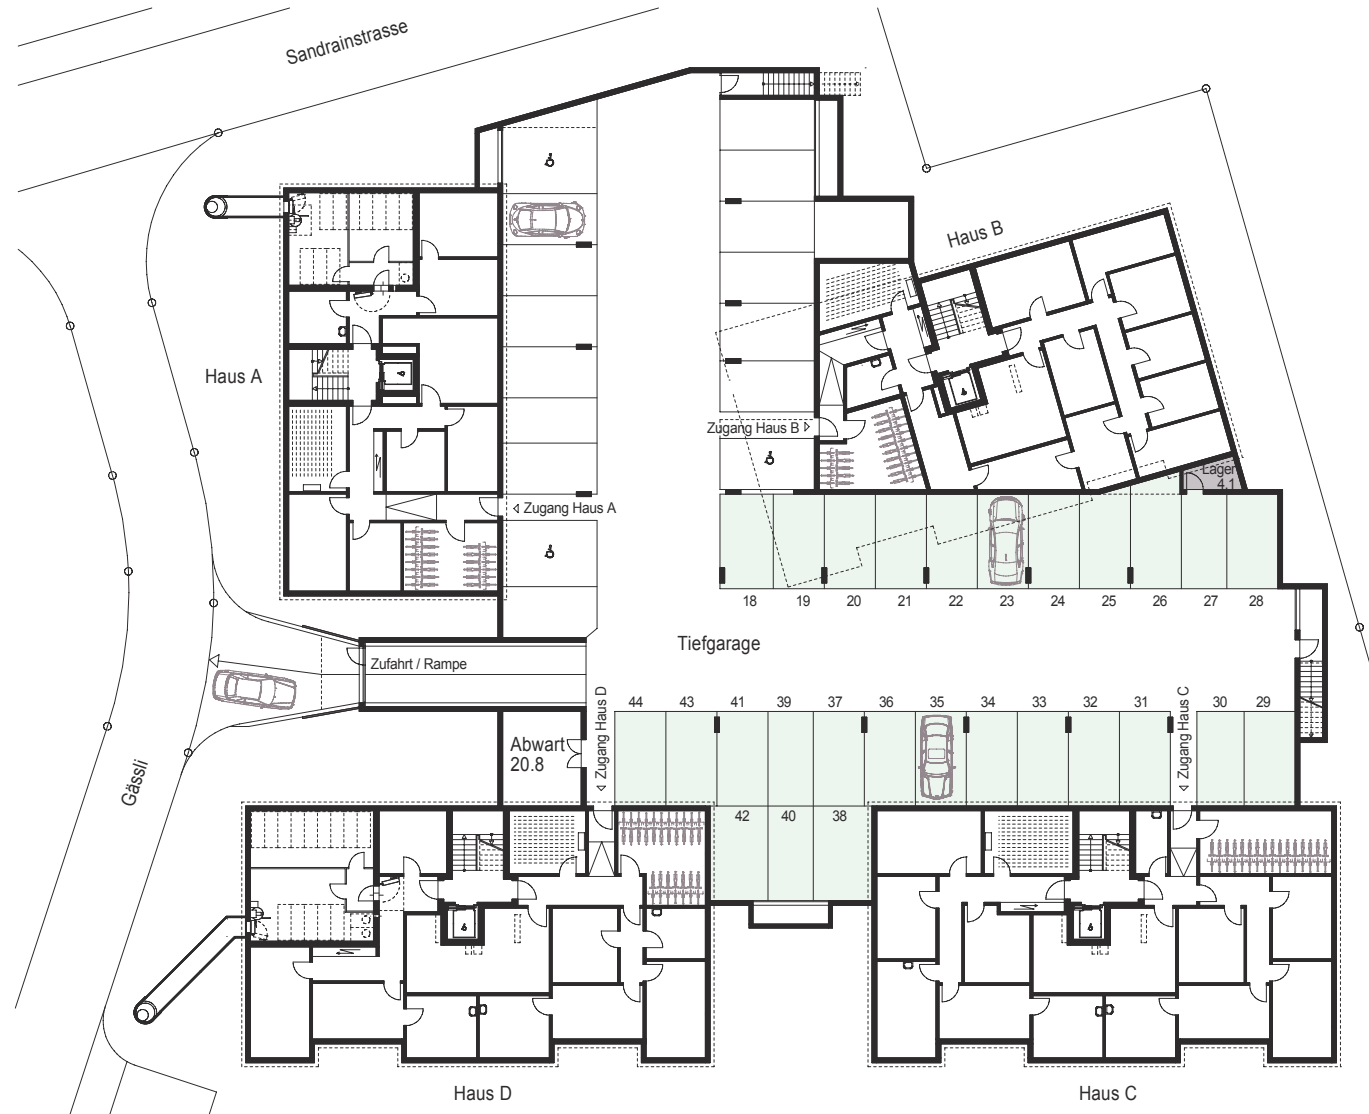 Sandrainstrasse
Haus B
Haus A
Zugang Haus B
Lager
4.1
Zugang Haus A
18 19 20 21 22 23 24 25 26 27 28
Tiefgarage
Zufahrt / Rampe
Zugang Haus D
44 43 41 39 37 36 35 34 33 32 31
Zugang Haus C
30 29
Abwart
20.8
Gässli
42 40 38
Haus D
Haus C